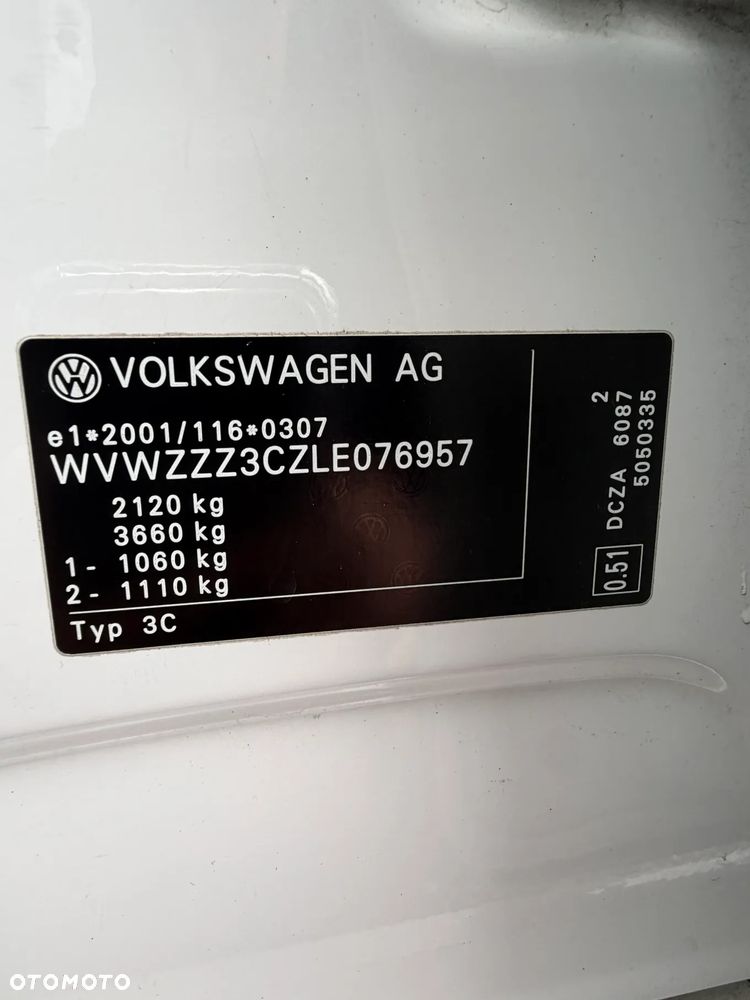 VOLKSWAGEN AG
e1*2001/116*0307
WVWZZZ3CZLE076957
2120 kg
3660 kg
1- 1060 kg
2- 1110 kg
Typ 3C
2
0.51 DCZA 6087
5050335
OTOMOTO